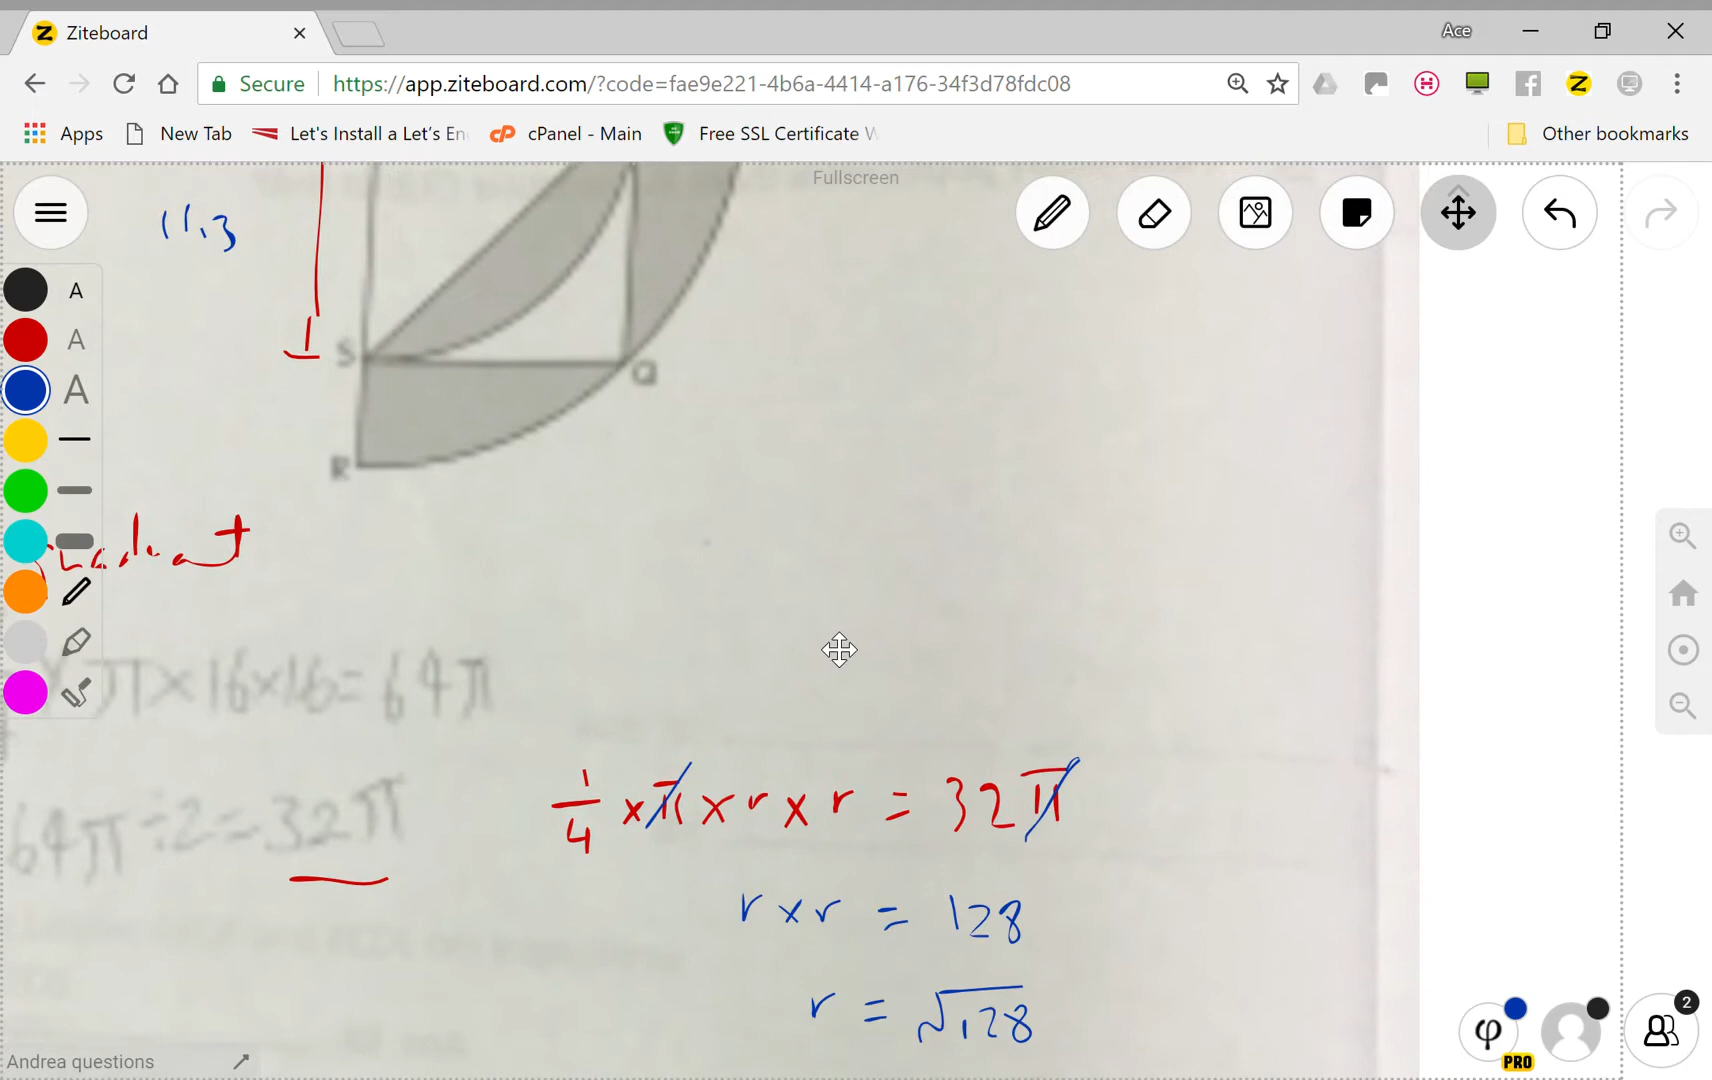 Ziteboard
Ace
Secure https://app.ziteboard.com/?code=fae9e221-4b6a-4414-a176-34f3d78fdc08
Apps New Tab Let's Install a Let's En cPanel - Main Free SSL Certificate W Other bookmarks
Fullscreen
11.3
A
A
A
S
Q
R
π×16×16=64π
64π÷2=32π
1/4 × π × r × r = 32π
r × r = 128
r = √128
Andrea questions
2
φ
PRO